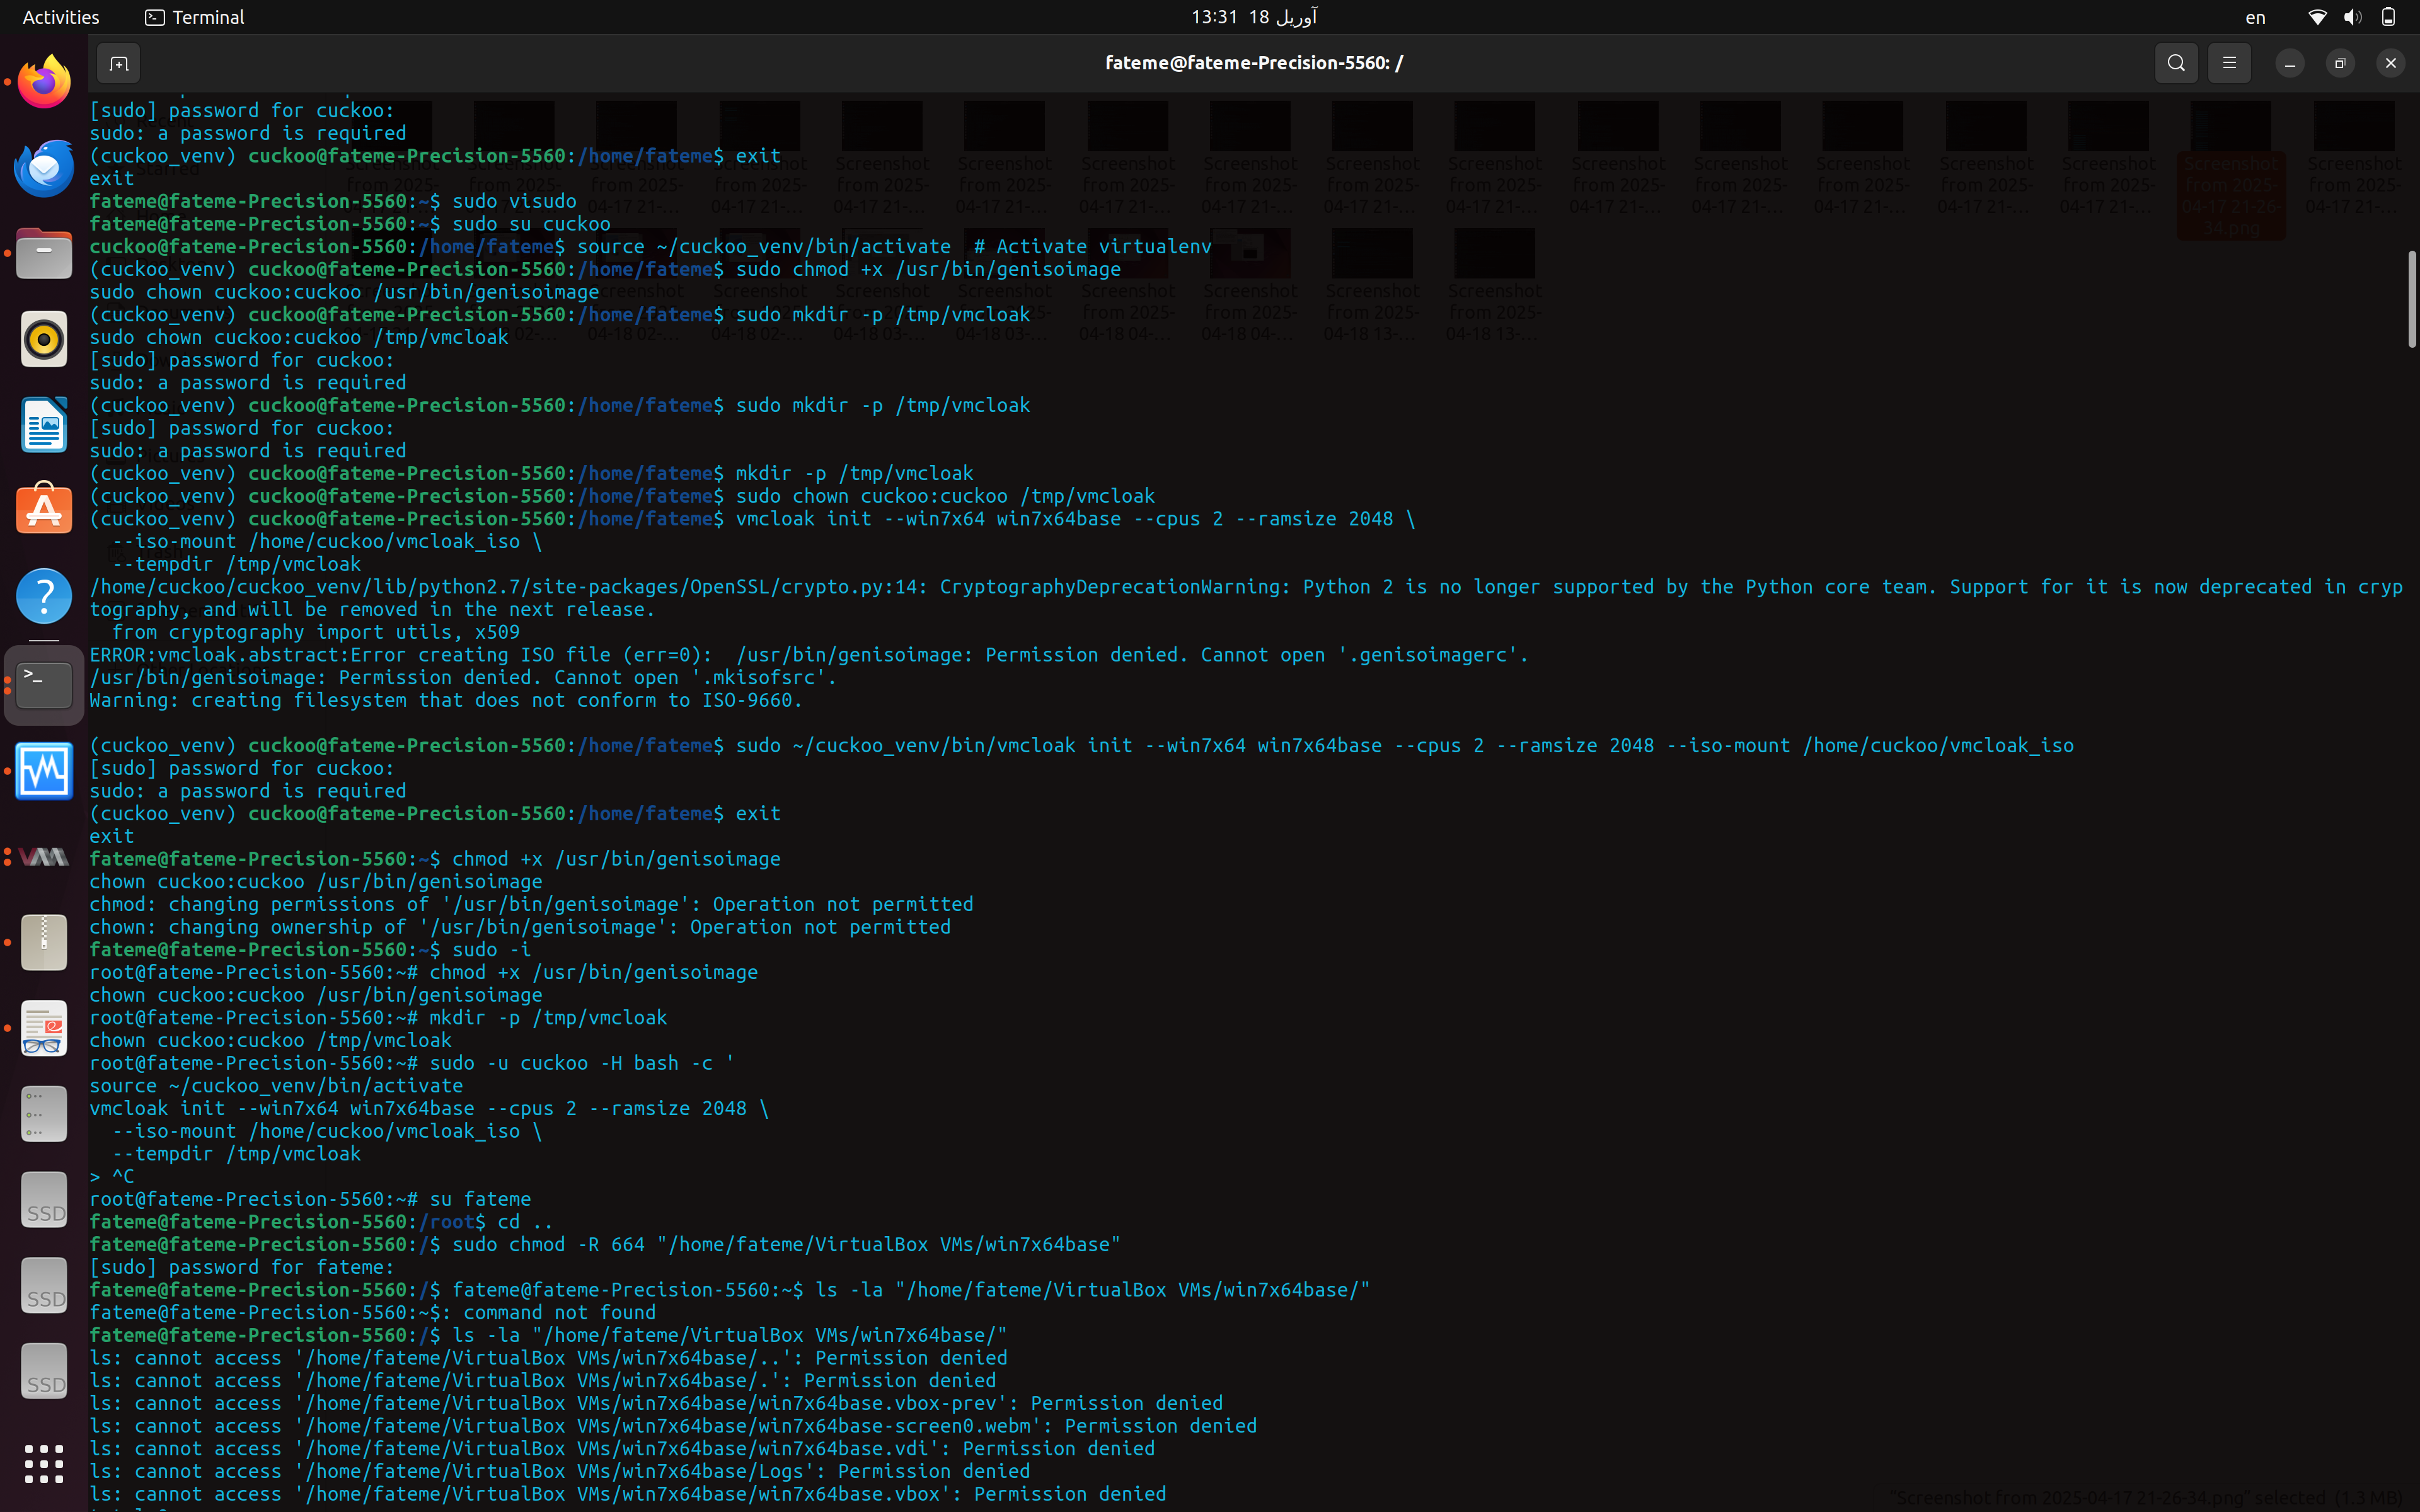 Activities
Terminal
13:31 18 آوریل
en
fateme@fateme-Precision-5560: /
[sudo] password for cuckoo:
sudo: a password is required
(cuckoo_venv) cuckoo@fateme-Precision-5560:/home/fateme$ exit
exit
fateme@fateme-Precision-5560:~$ sudo visudo
fateme@fateme-Precision-5560:~$ sudo su cuckoo
cuckoo@fateme-Precision-5560:/home/fateme$ source ~/cuckoo_venv/bin/activate  # Activate virtualenv
(cuckoo_venv) cuckoo@fateme-Precision-5560:/home/fateme$ sudo chmod +x /usr/bin/genisoimage
sudo chown cuckoo:cuckoo /usr/bin/genisoimage
(cuckoo_venv) cuckoo@fateme-Precision-5560:/home/fateme$ sudo mkdir -p /tmp/vmcloak
sudo chown cuckoo:cuckoo /tmp/vmcloak
[sudo] password for cuckoo:
sudo: a password is required
(cuckoo_venv) cuckoo@fateme-Precision-5560:/home/fateme$ sudo mkdir -p /tmp/vmcloak
[sudo] password for cuckoo:
sudo: a password is required
(cuckoo_venv) cuckoo@fateme-Precision-5560:/home/fateme$ mkdir -p /tmp/vmcloak
(cuckoo_venv) cuckoo@fateme-Precision-5560:/home/fateme$ sudo chown cuckoo:cuckoo /tmp/vmcloak
(cuckoo_venv) cuckoo@fateme-Precision-5560:/home/fateme$ vmcloak init --win7x64 win7x64base --cpus 2 --ramsize 2048 \
  --iso-mount /home/cuckoo/vmcloak_iso \
  --tempdir /tmp/vmcloak
/home/cuckoo/cuckoo_venv/lib/python2.7/site-packages/OpenSSL/crypto.py:14: CryptographyDeprecationWarning: Python 2 is no longer supported by the Python core team. Support for it is now deprecated in cryp
tography, and will be removed in the next release.
  from cryptography import utils, x509
ERROR:vmcloak.abstract:Error creating ISO file (err=0):  /usr/bin/genisoimage: Permission denied. Cannot open '.genisoimagerc'.
/usr/bin/genisoimage: Permission denied. Cannot open '.mkisofsrc'.
Warning: creating filesystem that does not conform to ISO-9660.
(cuckoo_venv) cuckoo@fateme-Precision-5560:/home/fateme$ sudo ~/cuckoo_venv/bin/vmcloak init --win7x64 win7x64base --cpus 2 --ramsize 2048 --iso-mount /home/cuckoo/vmcloak_iso
[sudo] password for cuckoo:
sudo: a password is required
(cuckoo_venv) cuckoo@fateme-Precision-5560:/home/fateme$ exit
exit
fateme@fateme-Precision-5560:~$ chmod +x /usr/bin/genisoimage
chown cuckoo:cuckoo /usr/bin/genisoimage
chmod: changing permissions of '/usr/bin/genisoimage': Operation not permitted
chown: changing ownership of '/usr/bin/genisoimage': Operation not permitted
fateme@fateme-Precision-5560:~$ sudo -i
root@fateme-Precision-5560:~# chmod +x /usr/bin/genisoimage
chown cuckoo:cuckoo /usr/bin/genisoimage
root@fateme-Precision-5560:~# mkdir -p /tmp/vmcloak
chown cuckoo:cuckoo /tmp/vmcloak
root@fateme-Precision-5560:~# sudo -u cuckoo -H bash -c '
source ~/cuckoo_venv/bin/activate
vmcloak init --win7x64 win7x64base --cpus 2 --ramsize 2048 \
  --iso-mount /home/cuckoo/vmcloak_iso \
  --tempdir /tmp/vmcloak
> ^C
root@fateme-Precision-5560:~# su fateme
fateme@fateme-Precision-5560:/root$ cd ..
fateme@fateme-Precision-5560:/$ sudo chmod -R 664 "/home/fateme/VirtualBox VMs/win7x64base"
[sudo] password for fateme:
fateme@fateme-Precision-5560:/$ fateme@fateme-Precision-5560:~$ ls -la "/home/fateme/VirtualBox VMs/win7x64base/"
fateme@fateme-Precision-5560:~$: command not found
fateme@fateme-Precision-5560:/$ ls -la "/home/fateme/VirtualBox VMs/win7x64base/"
ls: cannot access '/home/fateme/VirtualBox VMs/win7x64base/..': Permission denied
ls: cannot access '/home/fateme/VirtualBox VMs/win7x64base/.': Permission denied
ls: cannot access '/home/fateme/VirtualBox VMs/win7x64base/win7x64base.vbox-prev': Permission denied
ls: cannot access '/home/fateme/VirtualBox VMs/win7x64base/win7x64base-screen0.webm': Permission denied
ls: cannot access '/home/fateme/VirtualBox VMs/win7x64base/win7x64base.vdi': Permission denied
ls: cannot access '/home/fateme/VirtualBox VMs/win7x64base/Logs': Permission denied
ls: cannot access '/home/fateme/VirtualBox VMs/win7x64base/win7x64base.vbox': Permission denied
"Screenshot from 2025-04-17 21-26-34.png" selected (1.3 MB)
SSD
SSD
SSD